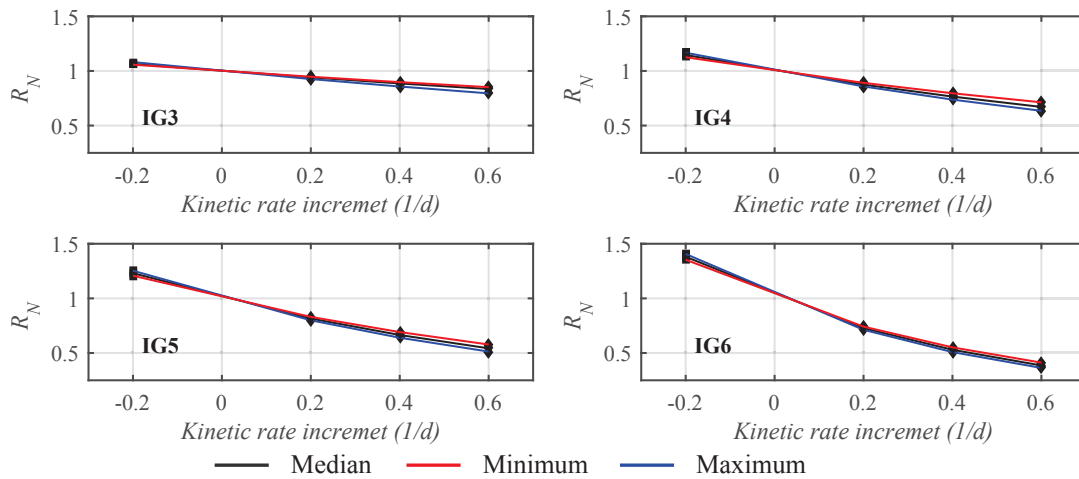 1.5
1
0.5
R_N
IG3
-0.2 0 0.2 0.4 0.6
Kinetic rate incremet (1/d)
1.5
1
0.5
R_N
IG4
-0.2 0 0.2 0.4 0.6
Kinetic rate incremet (1/d)
1.5
1
0.5
R_N
IG5
-0.2 0 0.2 0.4 0.6
Kinetic rate incremet (1/d)
1.5
1
0.5
R_N
IG6
-0.2 0 0.2 0.4 0.6
Kinetic rate incremet (1/d)
Median Minimum Maximum